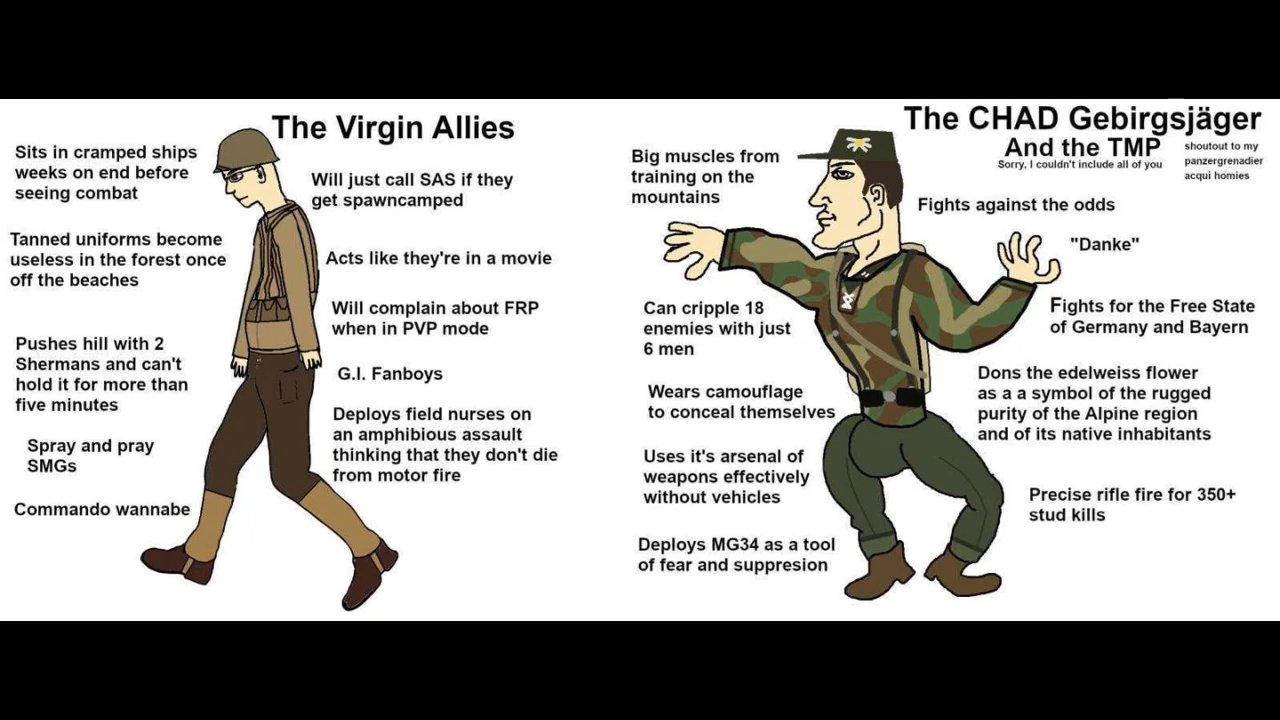 The Virgin Allies
Sits in cramped ships
weeks on end before
seeing combat
Will just call SAS if they
get spawncamped
Tanned uniforms become
useless in the forest once
off the beaches
Acts like they're in a movie
Will complain about FRP
when in PVP mode
Pushes hill with 2
Shermans and can't
hold it for more than
five minutes
G.I. Fanboys
Deploys field nurses on
an amphibious assault
thinking that they don't die
from motor fire
Spray and pray
SMGs
Commando wannabe
The CHAD Gebirgsjäger
And the TMP
Sorry, I couldn't include all of you
shoutout to my
panzergrenadier
acqui homies
Big muscles from
training on the
mountains
Fights against the odds
"Danke"
Can cripple 18
enemies with just
6 men
Fights for the Free State
of Germany and Bayern
Wears camouflage
to conceal themselves
Dons the edelweiss flower
as a a symbol of the rugged
purity of the Alpine region
and of its native inhabitants
Uses it's arsenal of
weapons effectively
without vehicles
Precise rifle fire for 350+
stud kills
Deploys MG34 as a tool
of fear and suppresion